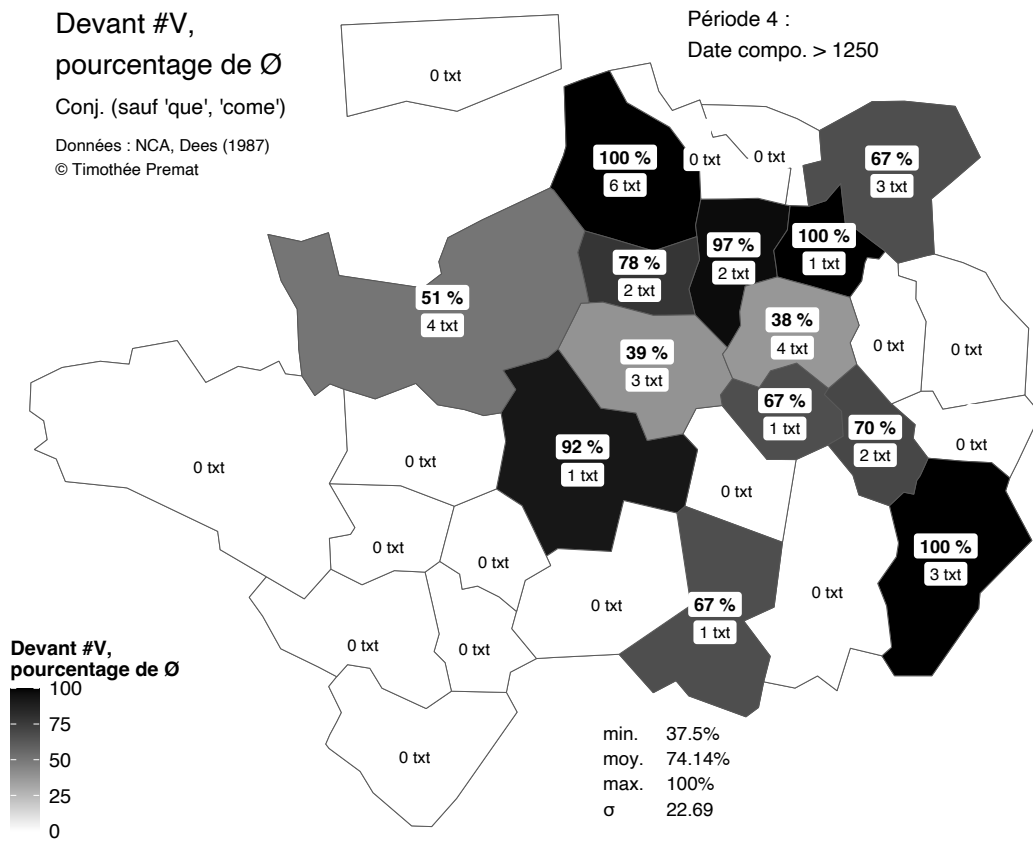 Devant #V,
pourcentage de Ø
Conj. (sauf 'que', 'come')
Données : NCA, Dees (1987)
© Timothée Premat
Période 4 :
Date compo. > 1250
0 txt
100 %
6 txt
0 txt
0 txt
67 %
3 txt
97 %
2 txt
100 %
1 txt
78 %
2 txt
51 %
4 txt
38 %
4 txt
39 %
3 txt
0 txt
0 txt
67 %
1 txt
70 %
2 txt
0 txt
92 %
1 txt
0 txt
0 txt
0 txt
0 txt
0 txt
100 %
3 txt
0 txt
67 %
1 txt
0 txt
0 txt
0 txt
0 txt
Devant #V,
pourcentage de Ø
100
75
50
25
0
min. 37.5%
moy. 74.14%
max. 100%
σ 22.69